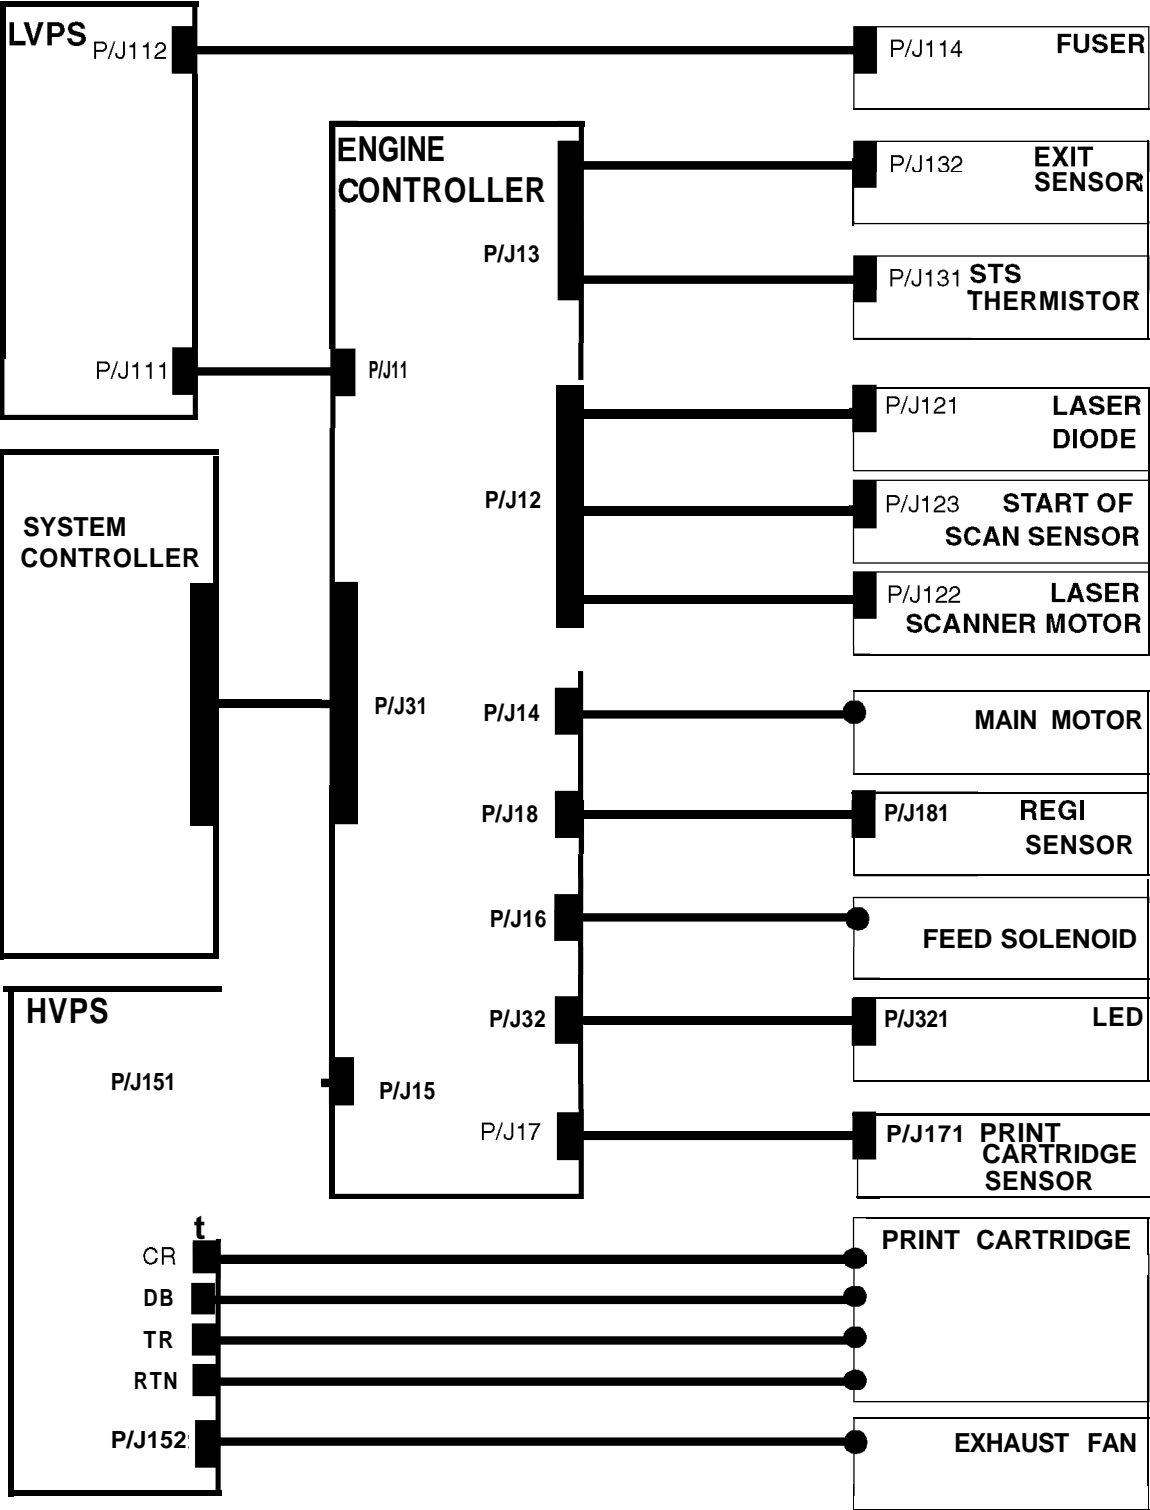 LVPS
P/J112
P/J114
FUSER
ENGINE
CONTROLLER
P/J132
EXIT
SENSOR
P/J13
P/J131
STS
THERMISTOR
P/J111
P/J11
P/J121
LASER
DIODE
P/J12
P/J123
START OF
SCAN SENSOR
SYSTEM
CONTROLLER
P/J122
LASER
SCANNER MOTOR
P/J31
P/J14
MAIN MOTOR
P/J18
P/J181
REGI
SENSOR
P/J16
FEED SOLENOID
HVPS
P/J32
P/J321
LED
P/J151
P/J15
P/J17
P/J171
PRINT
CARTRIDGE
SENSOR
t
CR
PRINT CARTRIDGE
DB
TR
RTN
P/J152
EXHAUST FAN